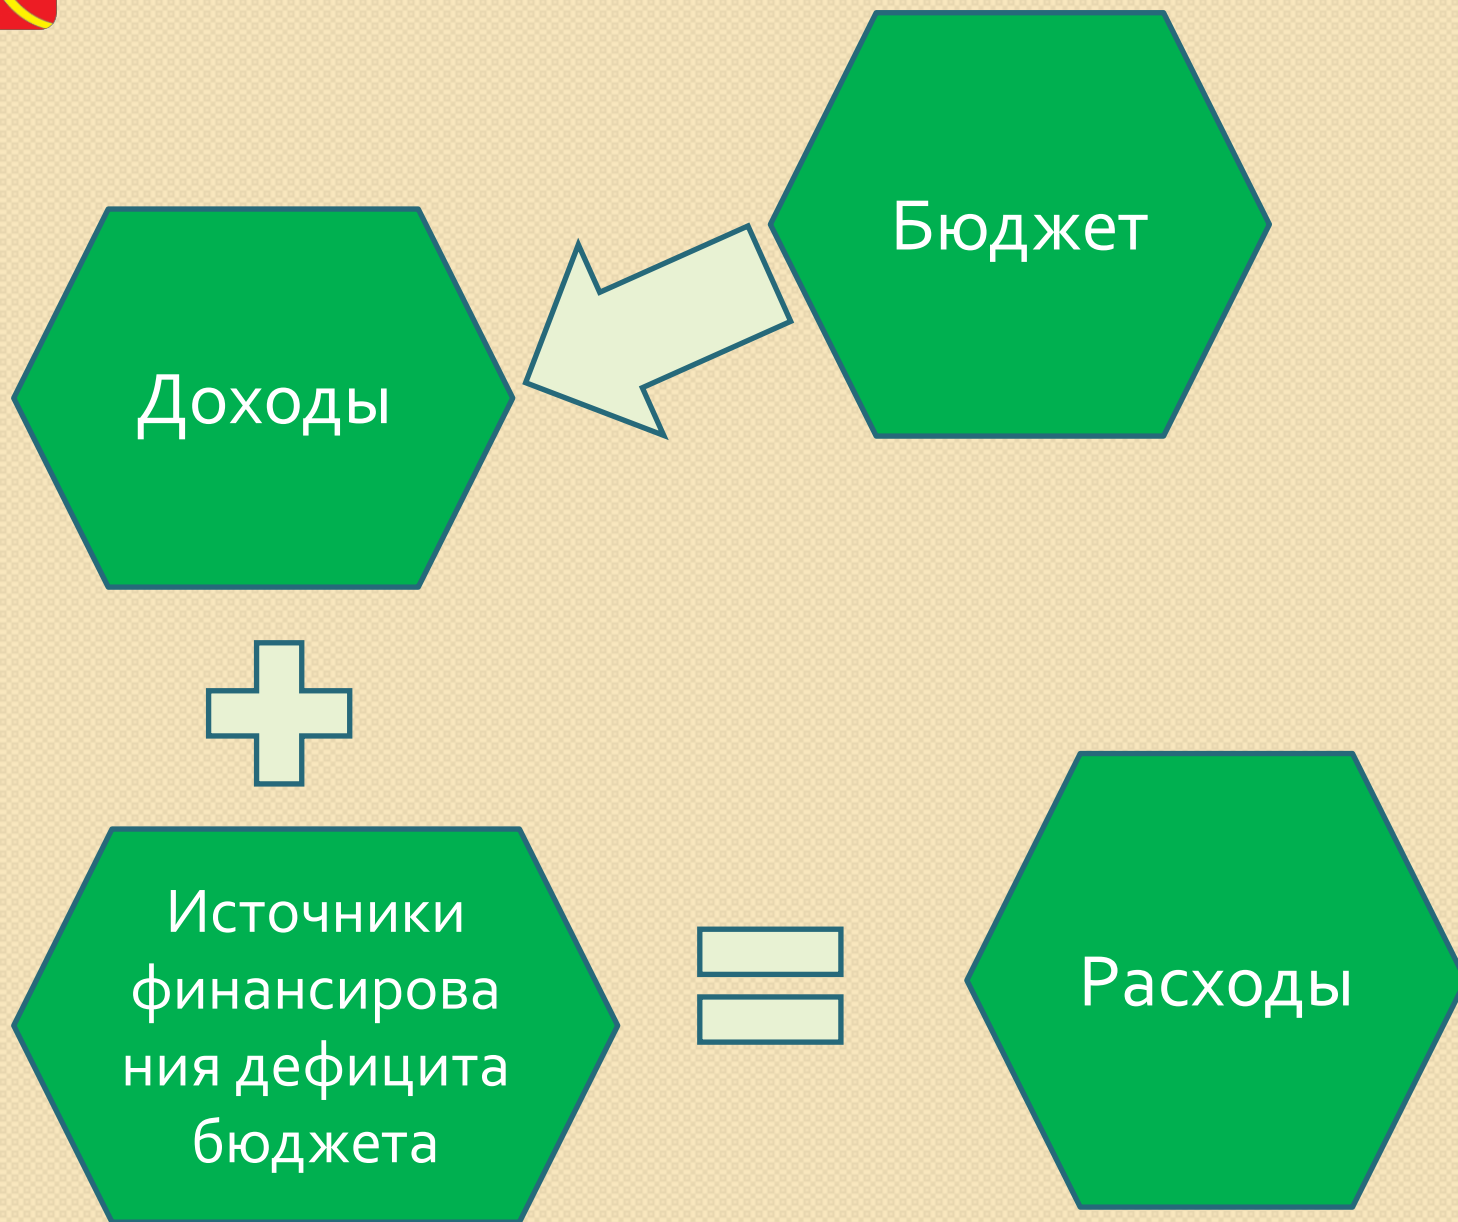 Бюджет
Доходы
Источники
финансирова
ния дефицита
бюджета
Расходы